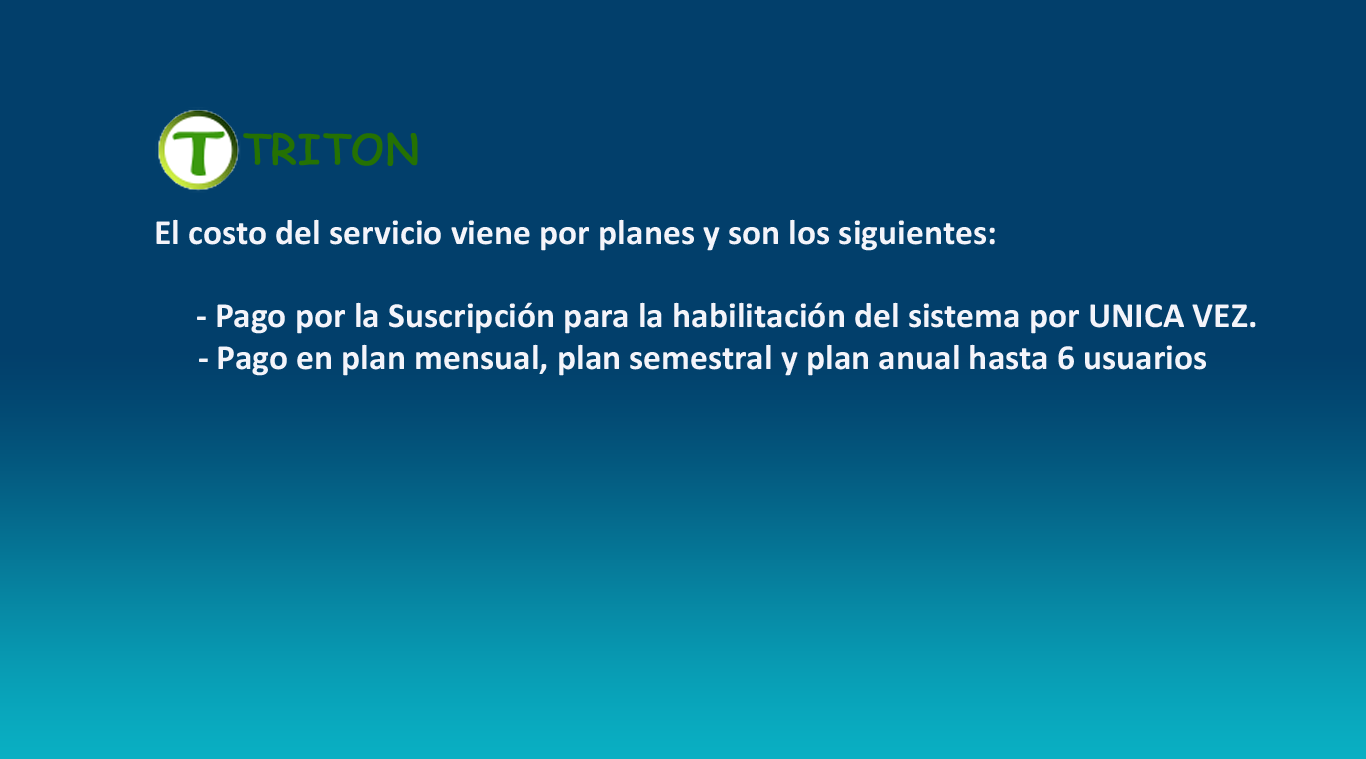 T TRITON
El costo del servicio viene por planes y son los siguientes:
- Pago por la Suscripción para la habilitación del sistema por UNICA VEZ.
- Pago en plan mensual, plan semestral y plan anual hasta 6 usuarios